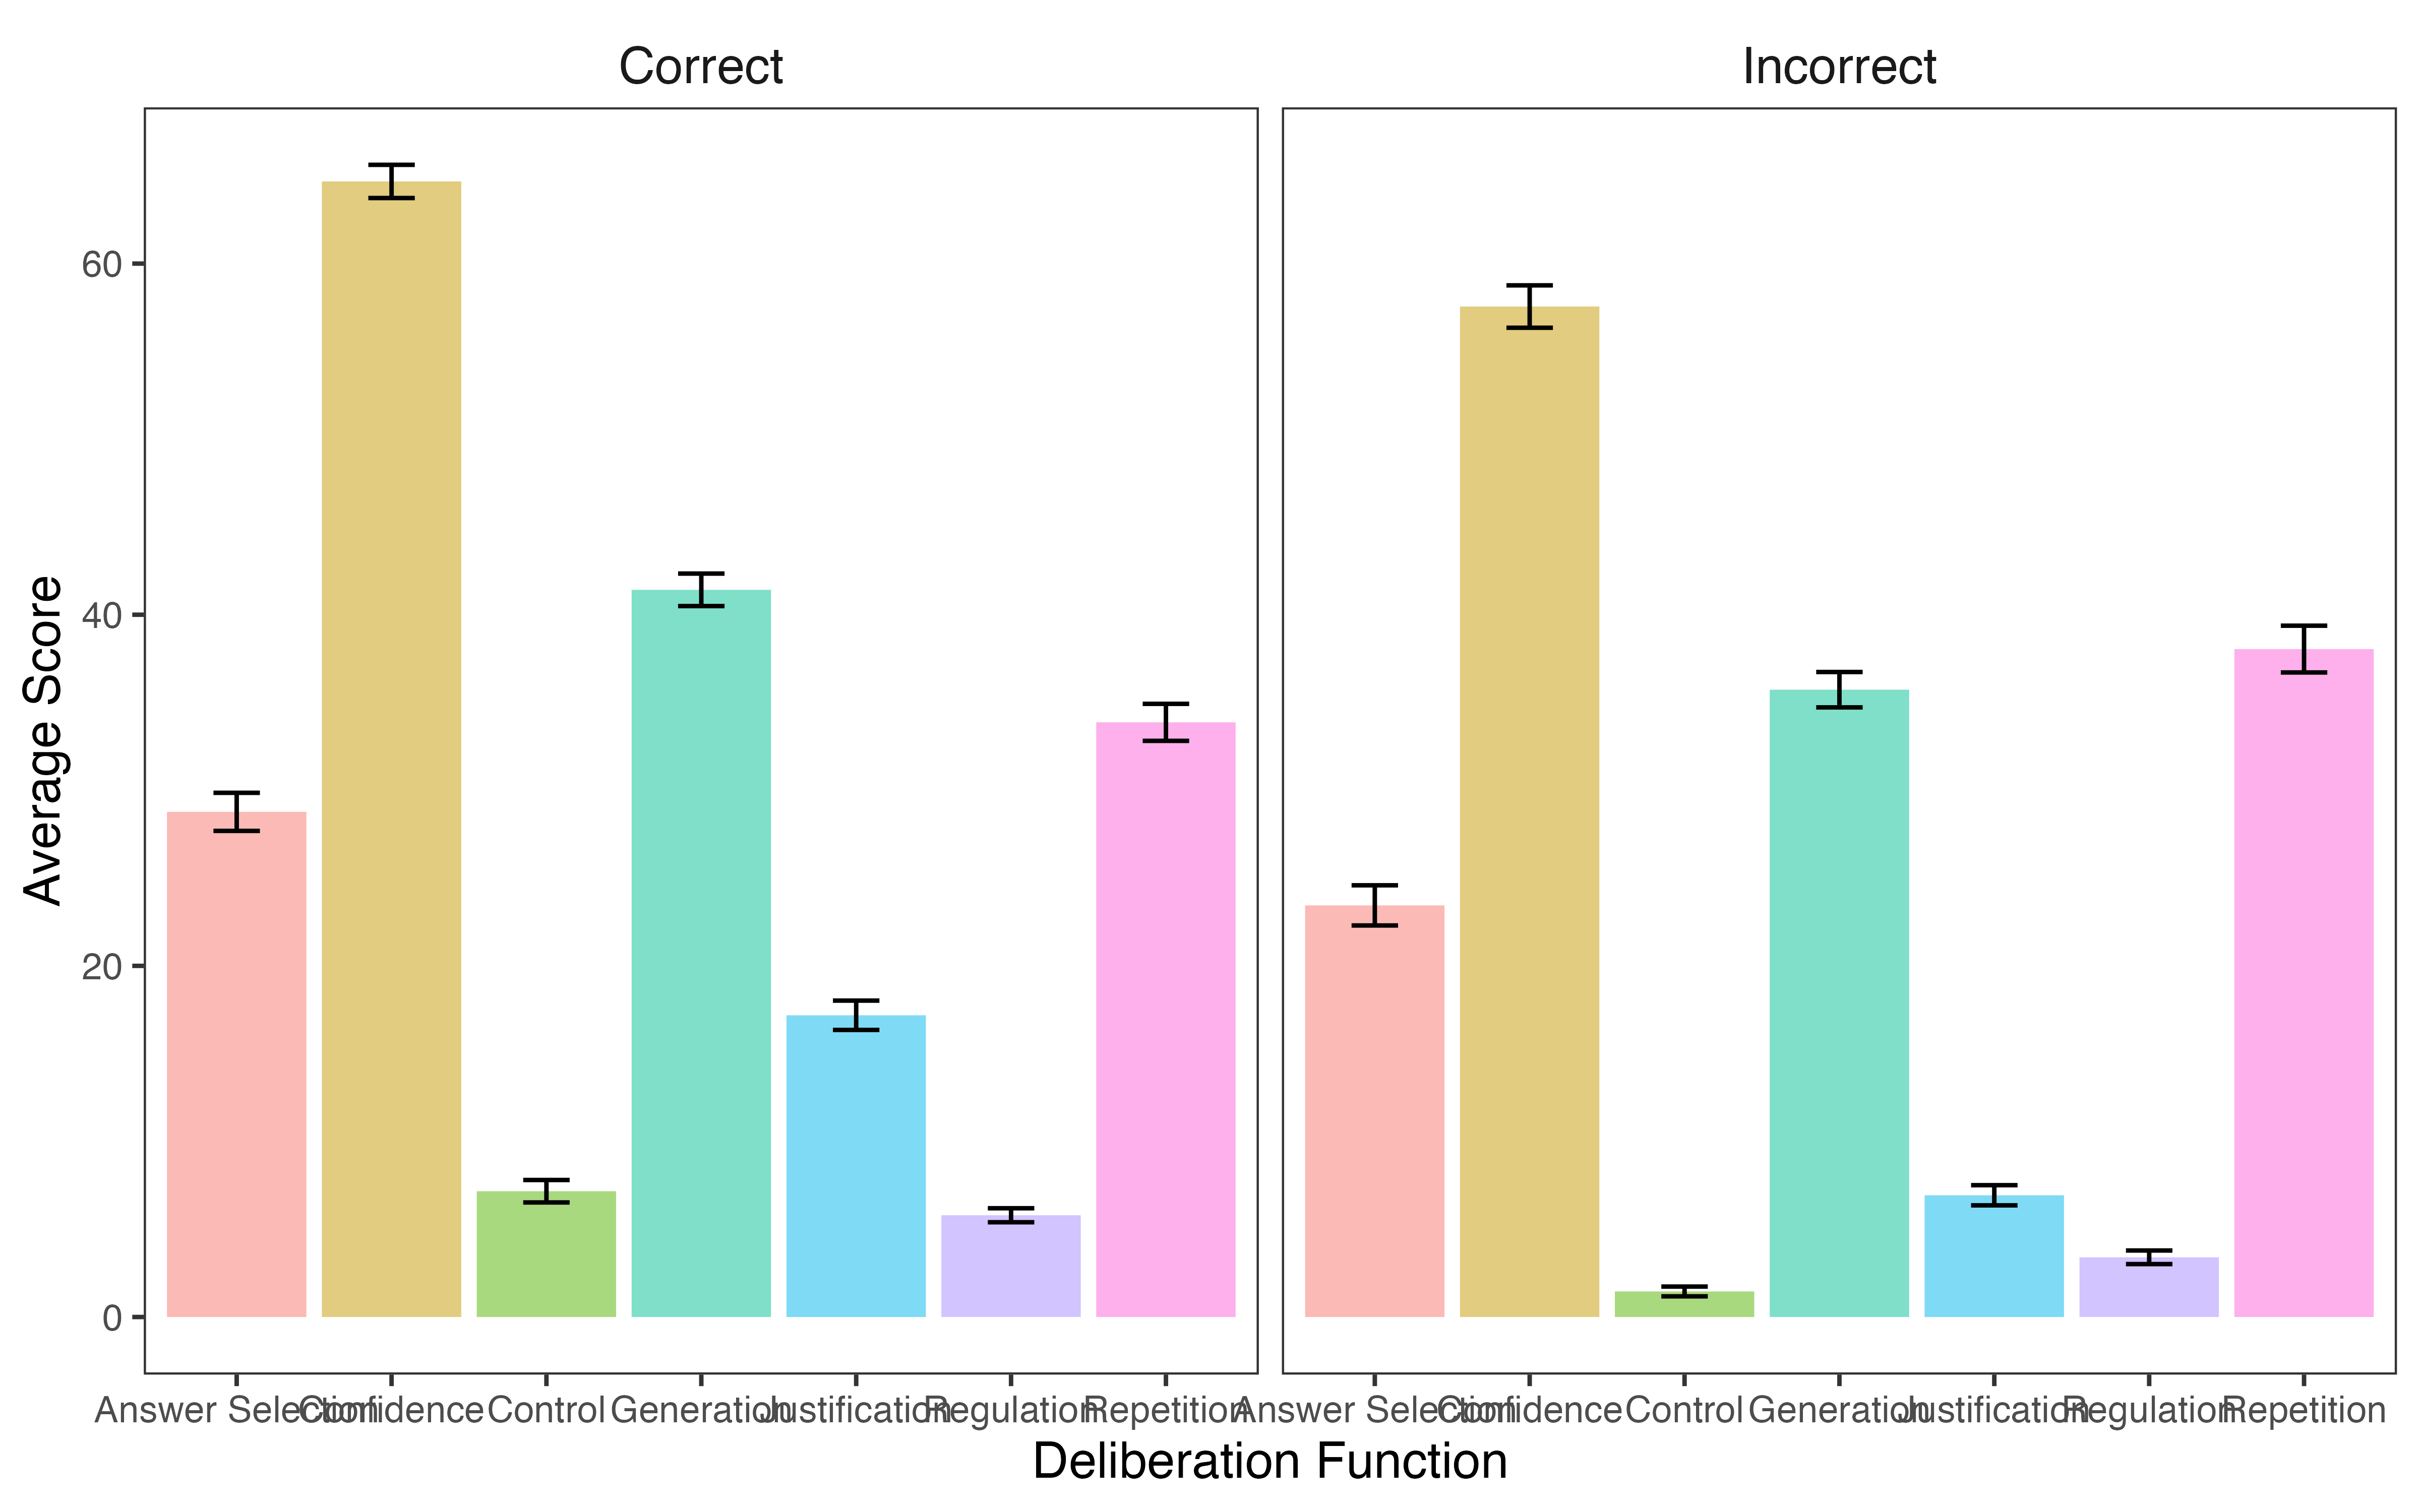 Correct
Incorrect
Average Score
60
40
20
0
Answer Selection Confidence Control Generation Justification Regulation Repetition
Answer Selection Confidence Control Generation Justification Regulation Repetition
Deliberation Function